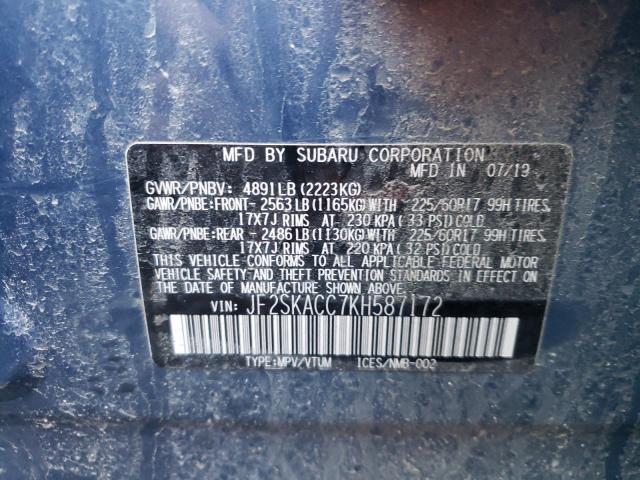 MFD BY SUBARU CORPORATION
MFD IN 07/19
GVWR/PNBV: 4891LB(2223KG)
GAWR/PNBE:FRONT-2563LB(1165KG)WITH 225/60R17 99H TIRES,
17X7J RIMS AT 230 KPA(33 PSI)COLD
GAWR/PNBE:REAR -2486LB(1130KG)WITH 225/60R17 99H TIRES,
17X7J RIMS AT 220 KPA(32 PSI)COLD
THIS VEHICLE CONFORMS TO ALL APPLICABLE FEDERAL MOTOR
VEHICLE SAFETY AND THEFT PREVENTION STANDARDS IN EFFECT ON
THE DATE OF MANUFACTURE SHOWN ABOVE.
VIN: JF2SKACC7KH587172
TYPE:MPV/VTUM ICES/NMB-002